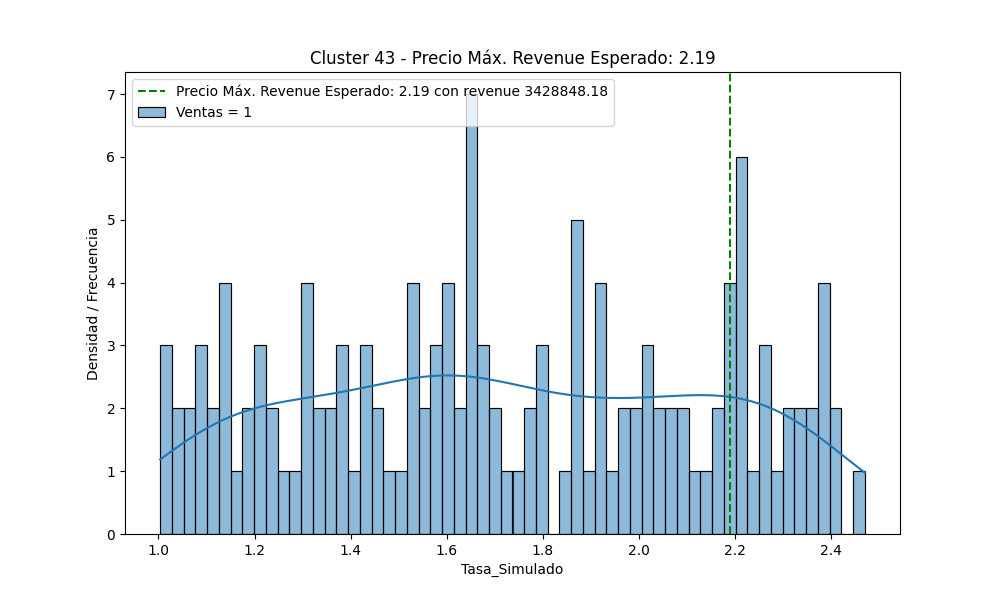 Cluster 43 - Precio Máx. Revenue Esperado: 2.19
Precio Máx. Revenue Esperado: 2.19 con revenue 3428848.18
Ventas = 1
Densidad / Frecuencia
7
6
5
4
3
2
1
0
1.0 1.2 1.4 1.6 1.8 2.0 2.2 2.4
Tasa_Simulado